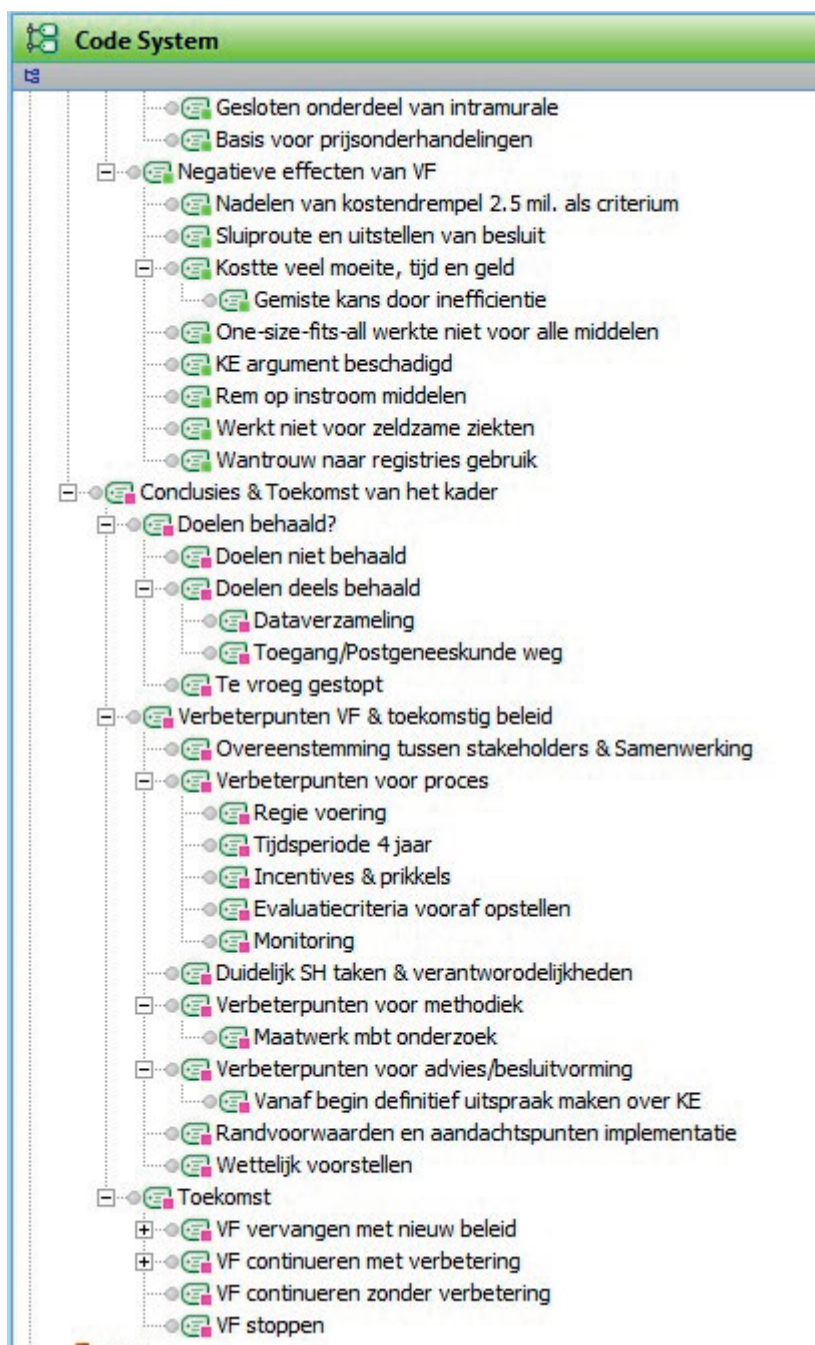 Code System
Gesloten onderdeel van intramurale
Basis voor prijsonderhandelingen
Negatieve effecten van VF
Nadelen van kostendrempel 2.5 mil. als criterium
Sluiproute en uitstellen van besluit
Kostte veel moeite, tijd en geld
Gemiste kans door inefficientie
One-size-fits-all werkte niet voor alle middelen
KE argument beschadigd
Rem op instroom middelen
Werkt niet voor zeldzame ziekten
Wantrouw naar registries gebruik
Conclusies & Toekomst van het kader
Doelen behaald?
Doelen niet behaald
Doelen deels behaald
Dataverzameling
Toegang/Postgeneeskunde weg
Te vroeg gestopt
Verbeterpunten VF & toekomstig beleid
Overeenstemming tussen stakeholders & Samenwerking
Verbeterpunten voor proces
Regie voering
Tijdsperiode 4 jaar
Incentives & prikkels
Evaluatiecriteria vooraf opstellen
Monitoring
Duidelijk SH taken & verantworodelijkheden
Verbeterpunten voor methodiek
Maatwerk mbt onderzoek
Verbeterpunten voor advies/besluitvorming
Vanaf begin definitief uitspraak maken over KE
Randvoorwaarden en aandachtspunten implementatie
Wettelijk voorstellen
Toekomst
VF vervangen met nieuw beleid
VF continueren met verbetering
VF continueren zonder verbetering
VF stoppen